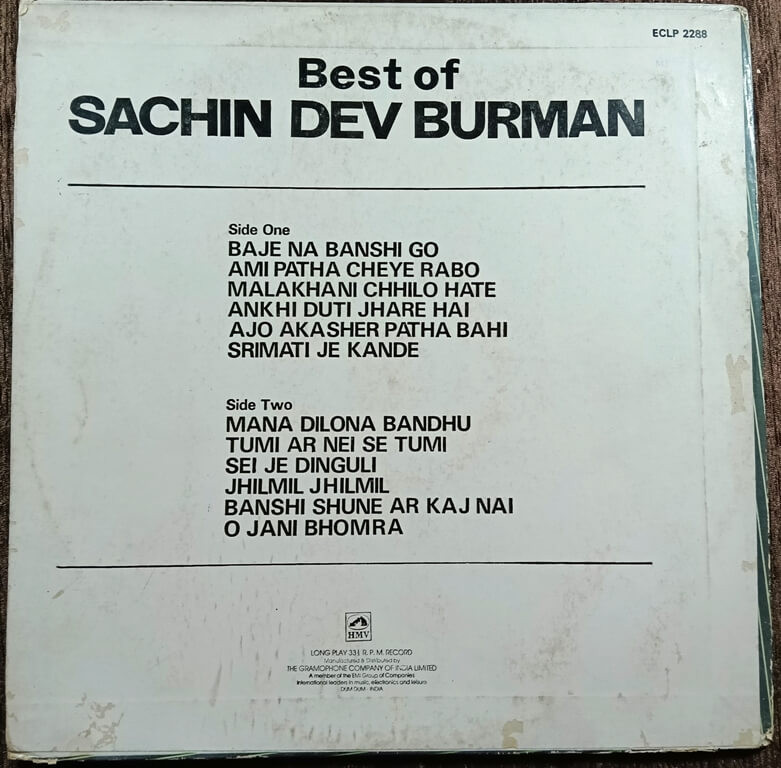 ECLP 2288
Best of
SACHIN DEV BURMAN
Side One
BAJE NA BANSHI GO
AMI PATHA CHEYE RABO
MALAKHANI CHHILO HATE
ANKHI DUTI JHARE HAI
AJO AKASHER PATHA BAHI
SRIMATI JE KANDE
Side Two
MANA DILONA BANDHU
TUMI AR NEI SE TUMI
SEI JE DINGULI
JHILMIL JHILMIL
BANSHI SHUNE AR KAJ NAI
O JANI BHOMRA
HMV
LONG PLAY 33⅓ R. P. M. RECORD
Manufactured & Distributed by
THE GRAMOPHONE COMPANY OF INDIA LIMITED
A member of the EMI Group of Companies
International leaders in music, electronics and leisure
DUM DUM - INDIA